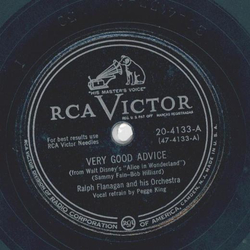 "HIS MASTER'S VOICE"
RCA VICTOR
For best results use
RCA Victor Needles
20-4133-A
(47-4133-A)
VERY GOOD ADVICE
(from Walt Disney's "Alice in Wonderland")
(Sammy Fain-Bob Hilliard)
Ralph Flanagan and his Orchestra
Vocal refrain by Pegge King